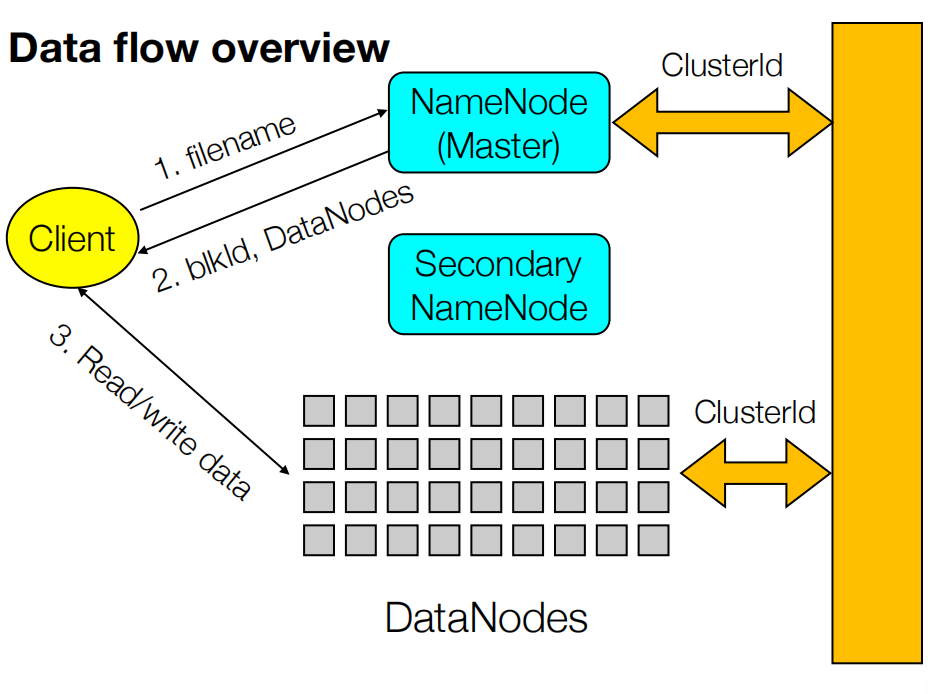 Data flow overview
ClusterId
NameNode
(Master)
1. filename
2. blkId, DataNodes
Client
Secondary
NameNode
3. Read/write data
ClusterId
DataNodes